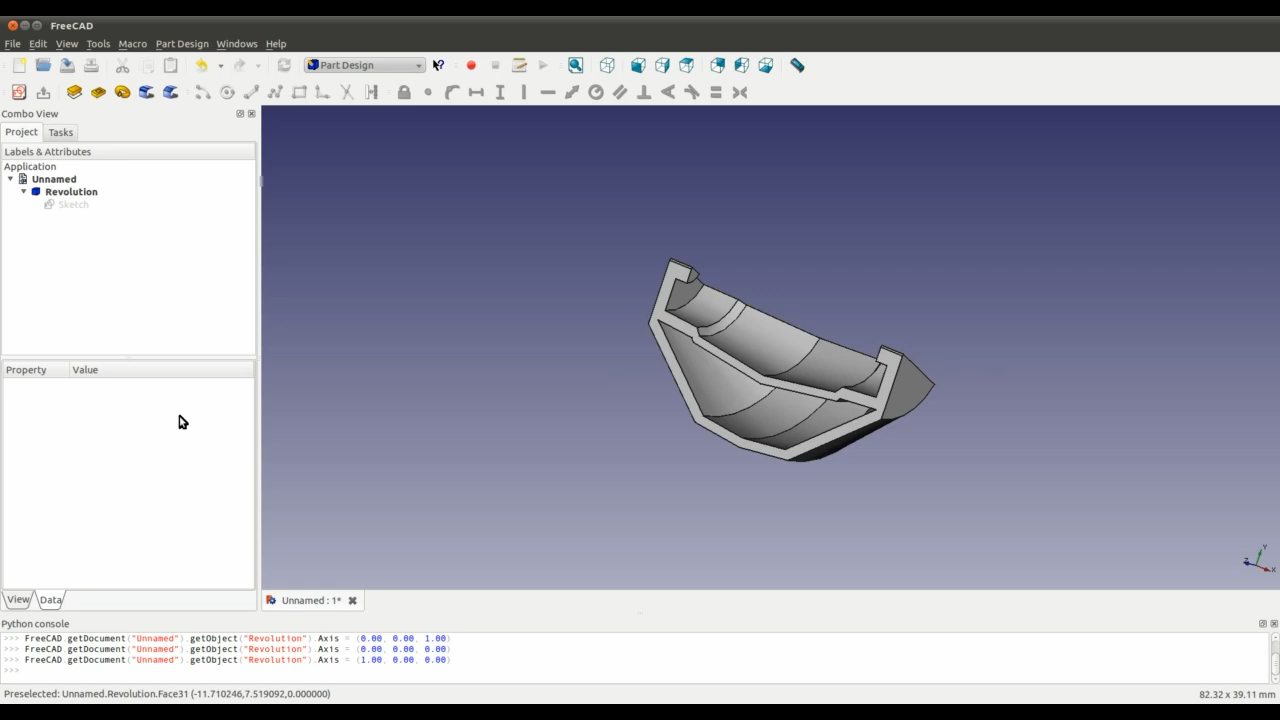 FreeCAD
File Edit View Tools Macro Part Design Windows Help
Part Design
Combo View
Project Tasks
Labels & Attributes
Application
Unnamed
Revolution
Sketch
Property Value
View Data
Unnamed : 1*
Python console
>>> FreeCAD.getDocument("Unnamed").getObject("Revolution").Axis = (0.00, 0.00, 1.00)
>>> FreeCAD.getDocument("Unnamed").getObject("Revolution").Axis = (0.00, 0.00, 0.00)
>>> FreeCAD.getDocument("Unnamed").getObject("Revolution").Axis = (1.00, 0.00, 0.00)
>>>
Preselected: Unnamed.Revolution.Face31 (-11.710246,7.519092,0.000000)
82.32 x 39.11 mm
Y
Z
X